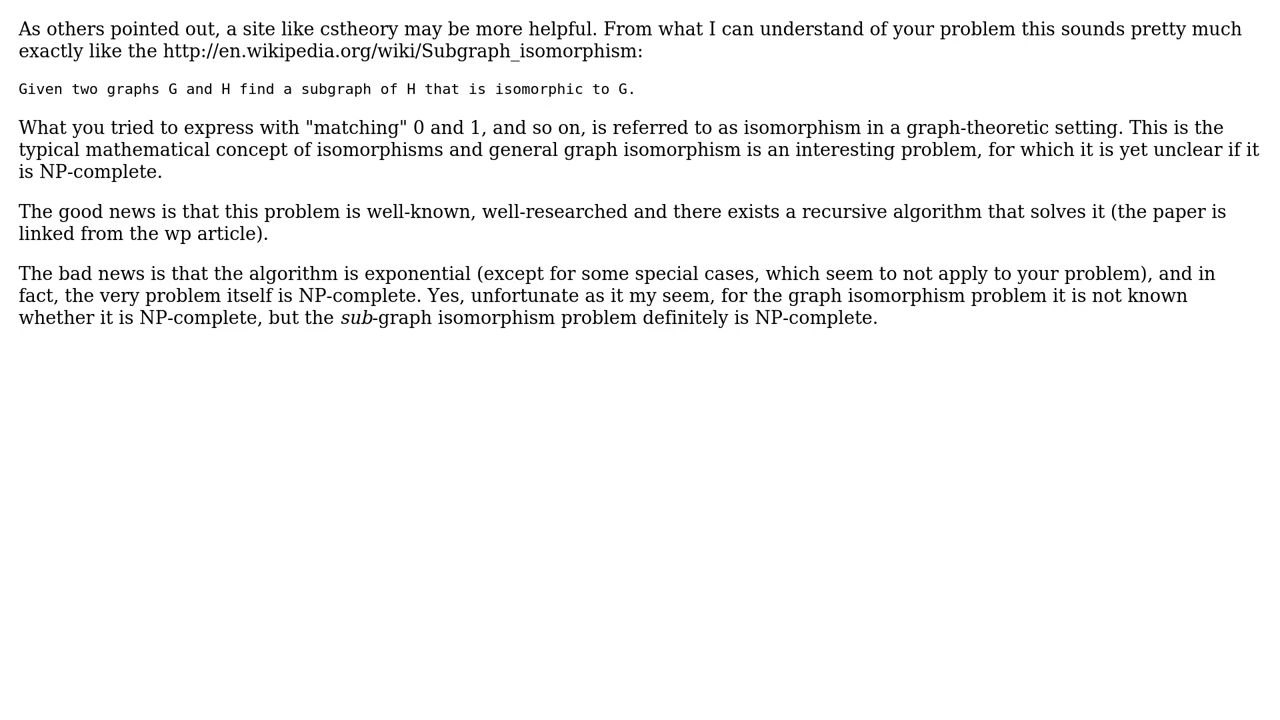 As others pointed out, a site like cstheory may be more helpful. From what I can understand of your problem this sounds pretty much
exactly like the http://en.wikipedia.org/wiki/Subgraph_isomorphism:
Given two graphs G and H find a subgraph of H that is isomorphic to G.
What you tried to express with "matching" 0 and 1, and so on, is referred to as isomorphism in a graph-theoretic setting. This is the
typical mathematical concept of isomorphisms and general graph isomorphism is an interesting problem, for which it is yet unclear if it
is NP-complete.
The good news is that this problem is well-known, well-researched and there exists a recursive algorithm that solves it (the paper is
linked from the wp article).
The bad news is that the algorithm is exponential (except for some special cases, which seem to not apply to your problem), and in
fact, the very problem itself is NP-complete. Yes, unfortunate as it my seem, for the graph isomorphism problem it is not known
whether it is NP-complete, but the sub-graph isomorphism problem definitely is NP-complete.